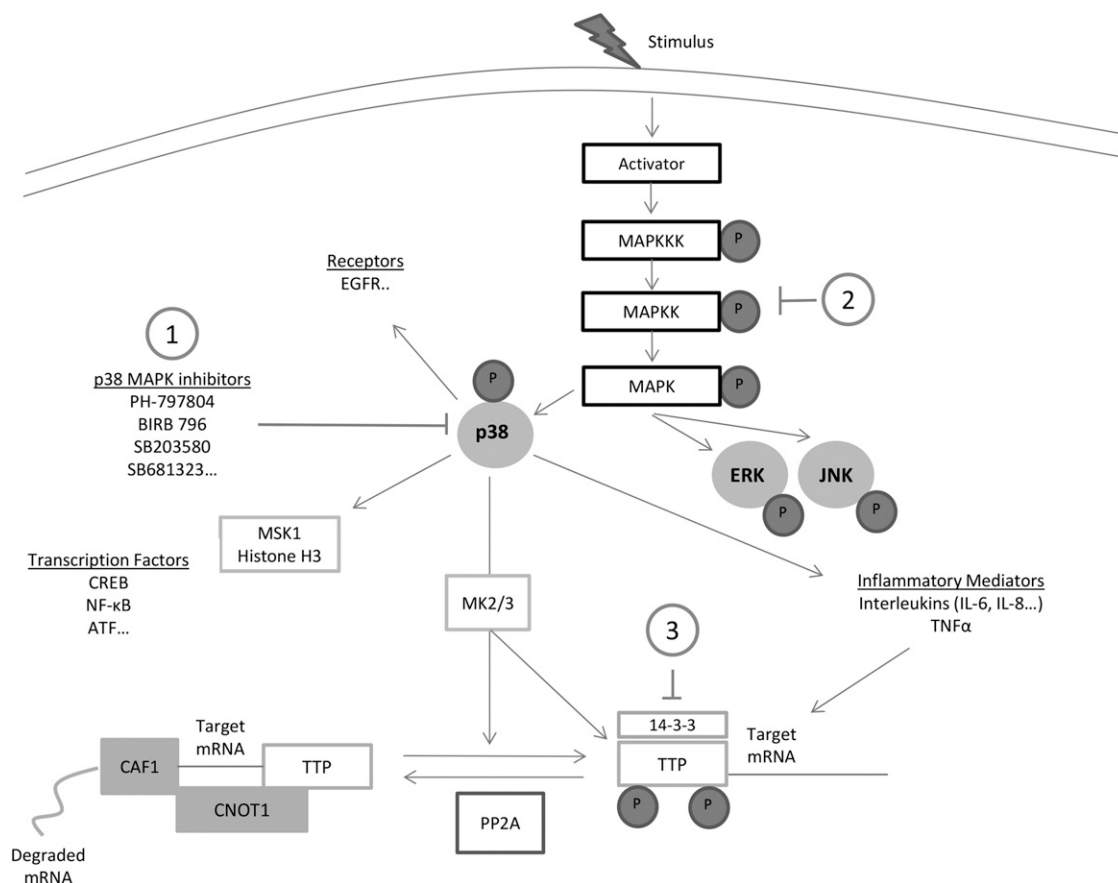 Stimulus
Activator
MAPKKK
P
MAPKK
P
2
MAPK
P
Receptors
EGFR..
1
p38 MAPK inhibitors
PH-797804
BIRB 796
SB203580
SB681323...
P
p38
ERK
P
JNK
P
MSK1
Histone H3
Transcription Factors
CREB
NF-κB
ATF...
MK2/3
Inflammatory Mediators
Interleukins (IL-6, IL-8...)
TNFα
3
14-3-3
TTP
P
P
Target
mRNA
Target
mRNA
CAF1
TTP
CNOT1
PP2A
Degraded
mRNA